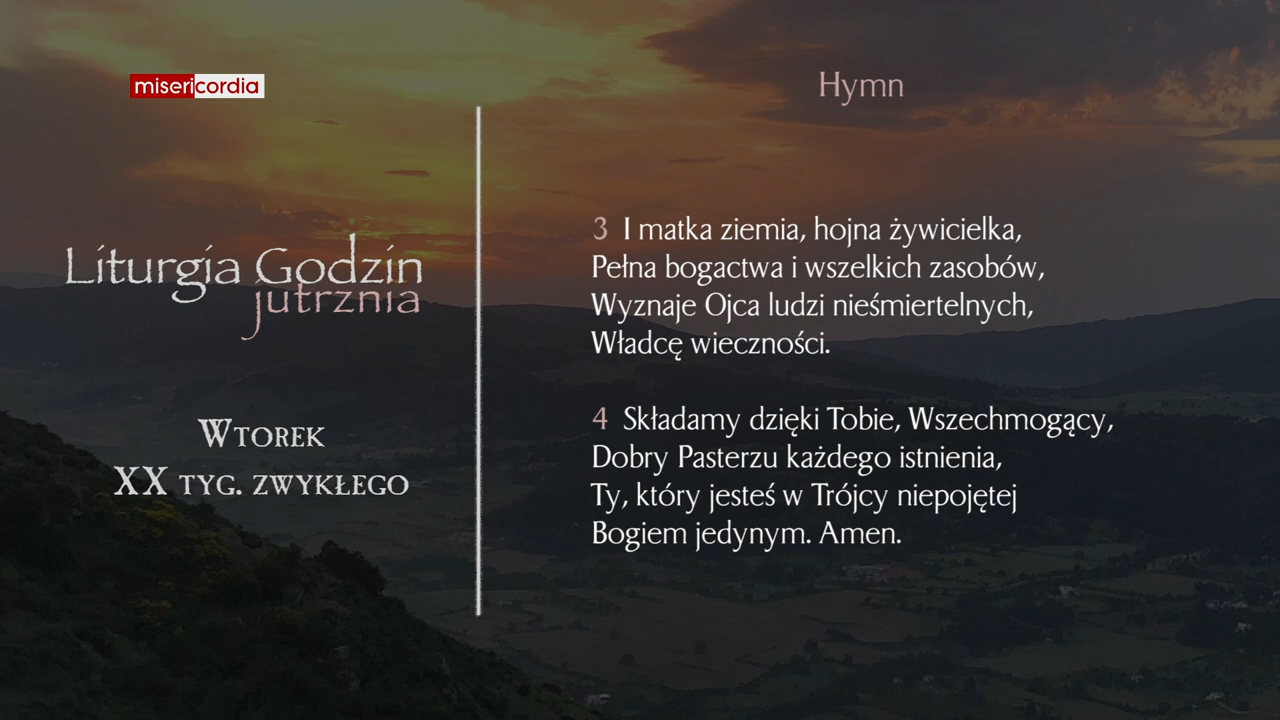 misericordia
Liturgia Godzin
jutrznia
Wtorek
XX tyg. zwykłego
Hymn
3 I matka ziemia, hojna żywicielka,
Pełna bogactwa i wszelkich zasobów,
Wyznaje Ojca ludzi nieśmiertelnych,
Władcę wieczności.
4 Składamy dzięki Tobie, Wszechmogący,
Dobry Pasterzu każdego istnienia,
Ty, który jesteś w Trójcy niepojętej
Bogiem jedynym. Amen.